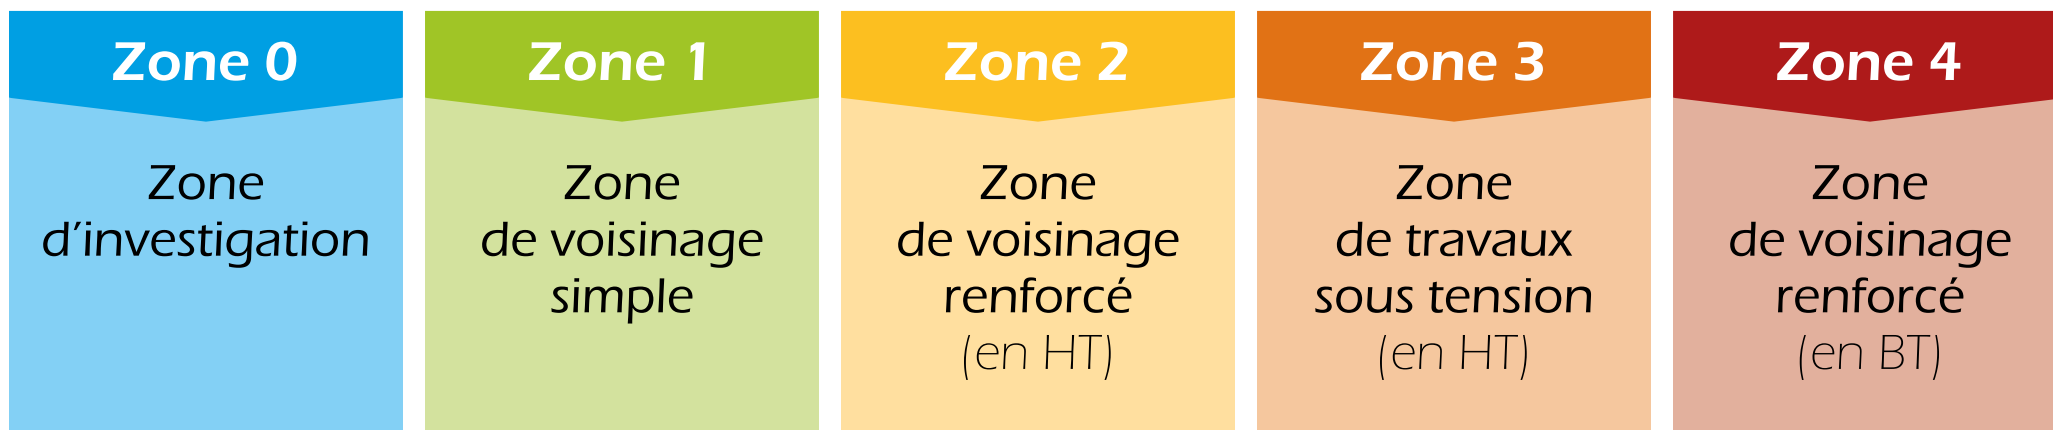 Zone 0
Zone
d’investigation
Zone 1
Zone
de voisinage
simple
Zone 2
Zone
de voisinage
renforcé
(en HT)
Zone 3
Zone
de travaux
sous tension
(en HT)
Zone 4
Zone
de voisinage
renforcé
(en BT)